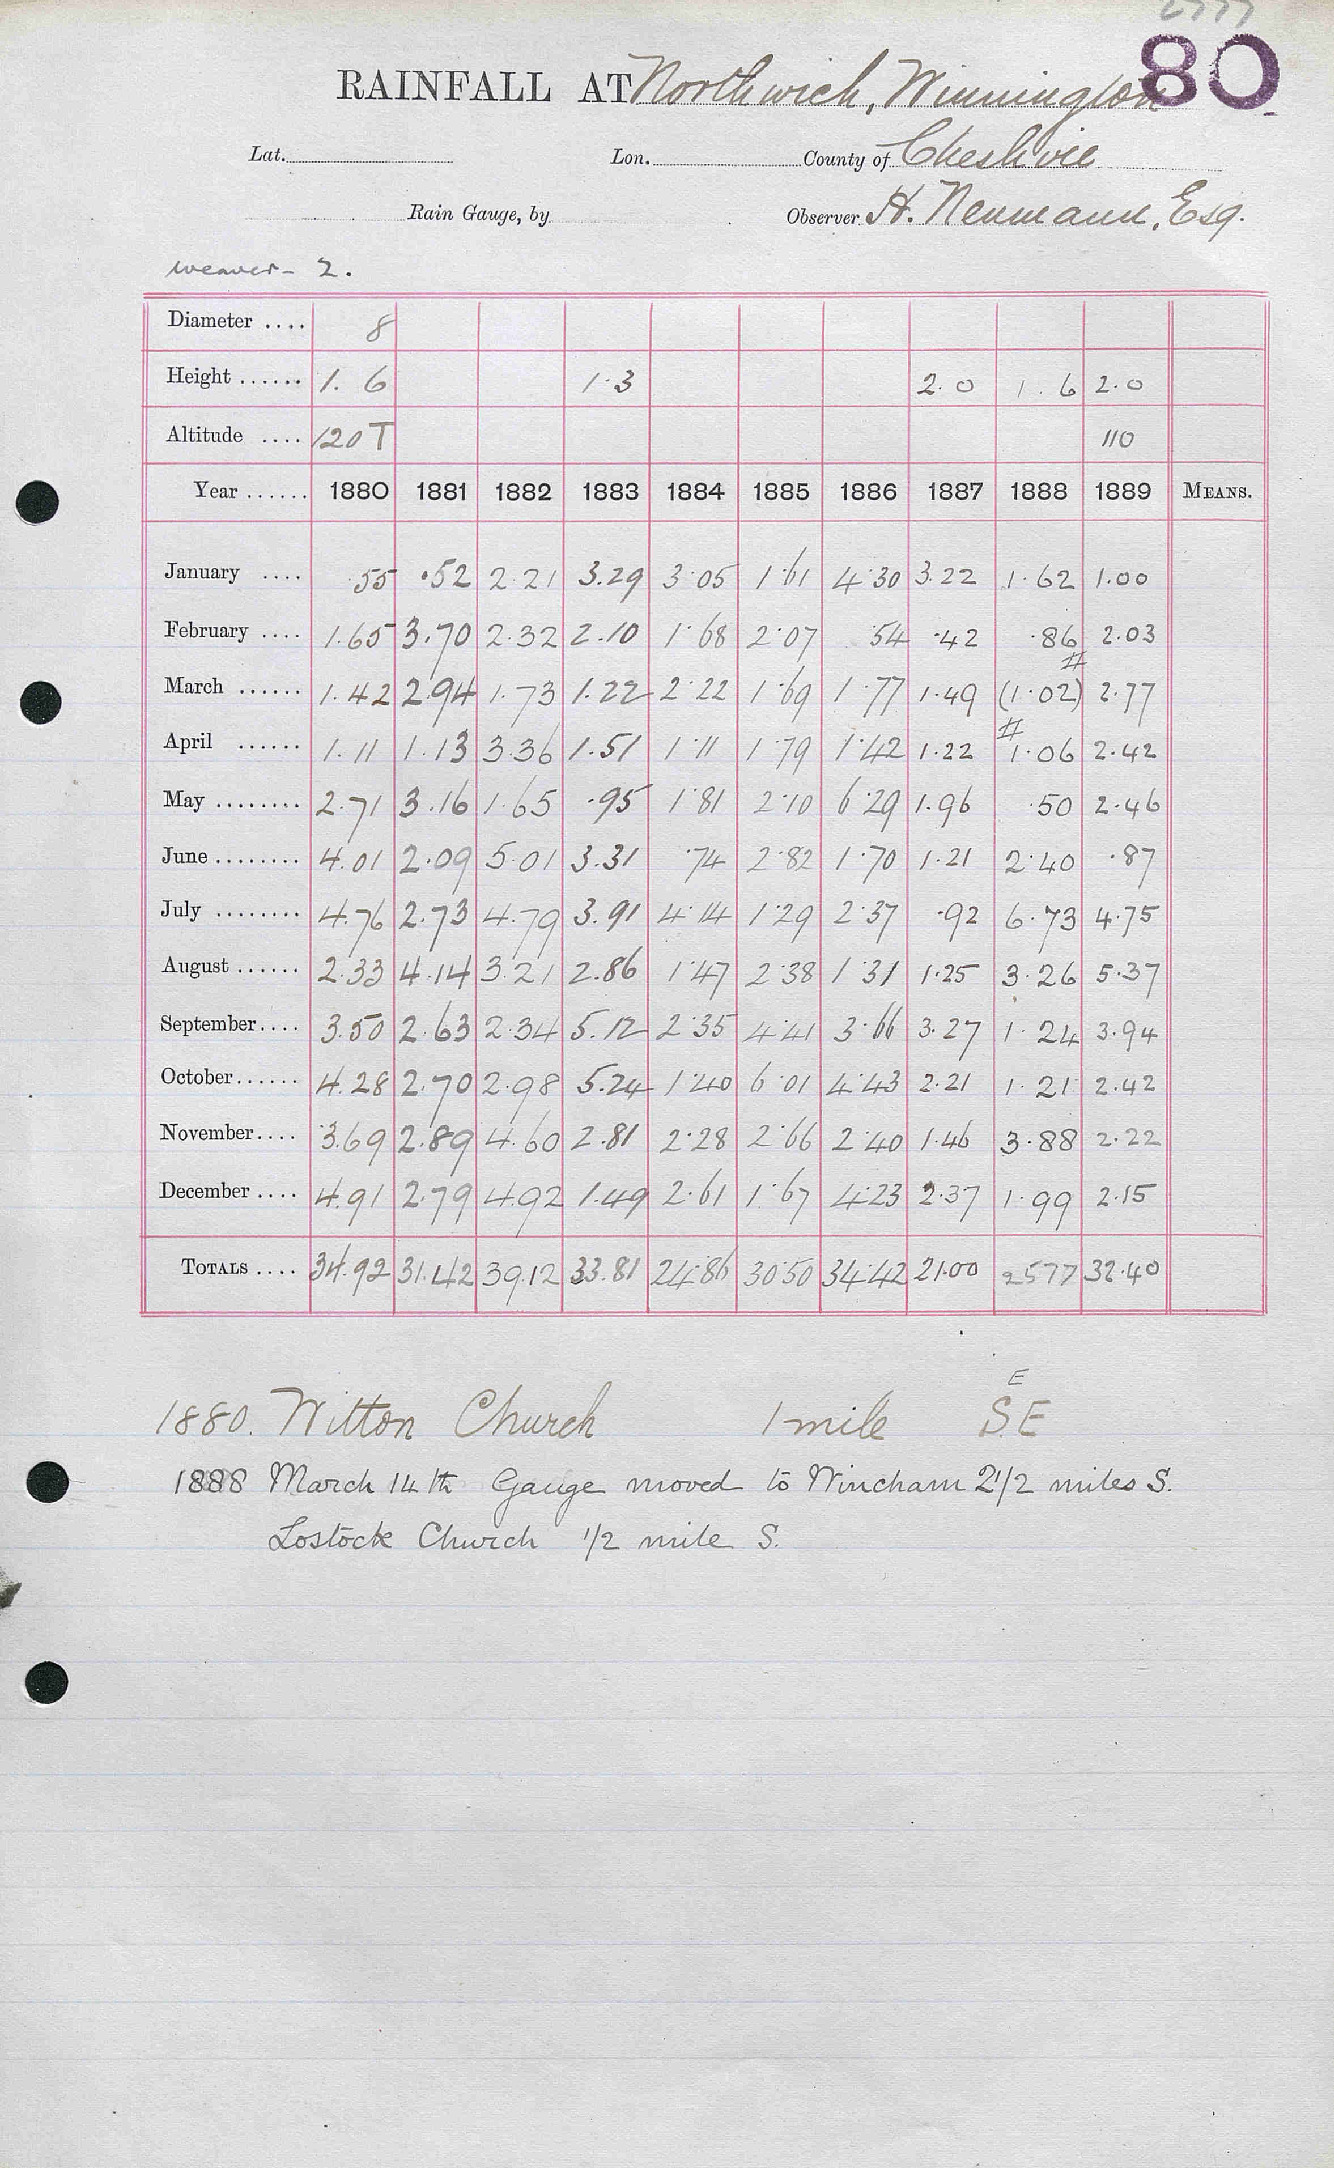 80
RAINFALL AT Northwich, Winnington
Lat. Lon. County of Cheshire
Rain Gauge, by Observer H. Neumann, Esq.
Weaver - 2.
Diameter .... 8
Height ...... 1. 6 1.3 2.0 1.6 2.0
Altitude .... 120 T 110
Year ...... 1880 1881 1882 1883 1884 1885 1886 1887 1888 1889 MEANS.
January .... .55 .52 2.21 3.29 3.05 1.61 4.30 3.22 1.62 1.00
February .... 1.65 3.70 2.32 2.10 1.68 2.07 .54 .42 .86 2.03
March ...... 1.42 2.94 1.73 1.22 2.22 1.69 1.77 1.49 (1.02) # 2.77
April ...... 1.11 1.13 3.36 1.51 1.11 1.79 1.42 1.22 # 1.06 2.42
May ........ 2.71 3.16 1.65 .95 1.81 2.10 6.29 1.96 .50 2.46
June ........ 4.01 2.09 5.01 3.31 .74 2.82 1.70 1.21 2.40 .87
July ........ 4.76 2.73 4.79 3.91 4.14 1.29 2.37 .92 6.73 4.75
August ...... 2.33 4.14 3.21 2.86 1.47 2.38 1.31 1.25 3.26 5.37
September.... 3.50 2.63 2.34 5.12 2.35 4.41 3.66 3.27 1.24 3.94
October...... 4.28 2.70 2.98 5.24 1.40 6.01 4.43 2.21 1.21 2.42
November.... 3.69 2.89 4.60 2.81 2.28 2.66 2.40 1.46 3.88 2.22
December .... 4.91 2.79 4.92 1.49 2.61 1.67 4.23 2.37 1.99 2.15
TOTALS .... 34.92 31.42 39.12 33.81 24.86 30.50 34.42 21.00 2577 32.40
E
1880. Witton Church 1 mile S.E
1888 March 14th Gauge moved to Wincham 2 1/2 miles S.
Lostock Church 1/2 mile S.